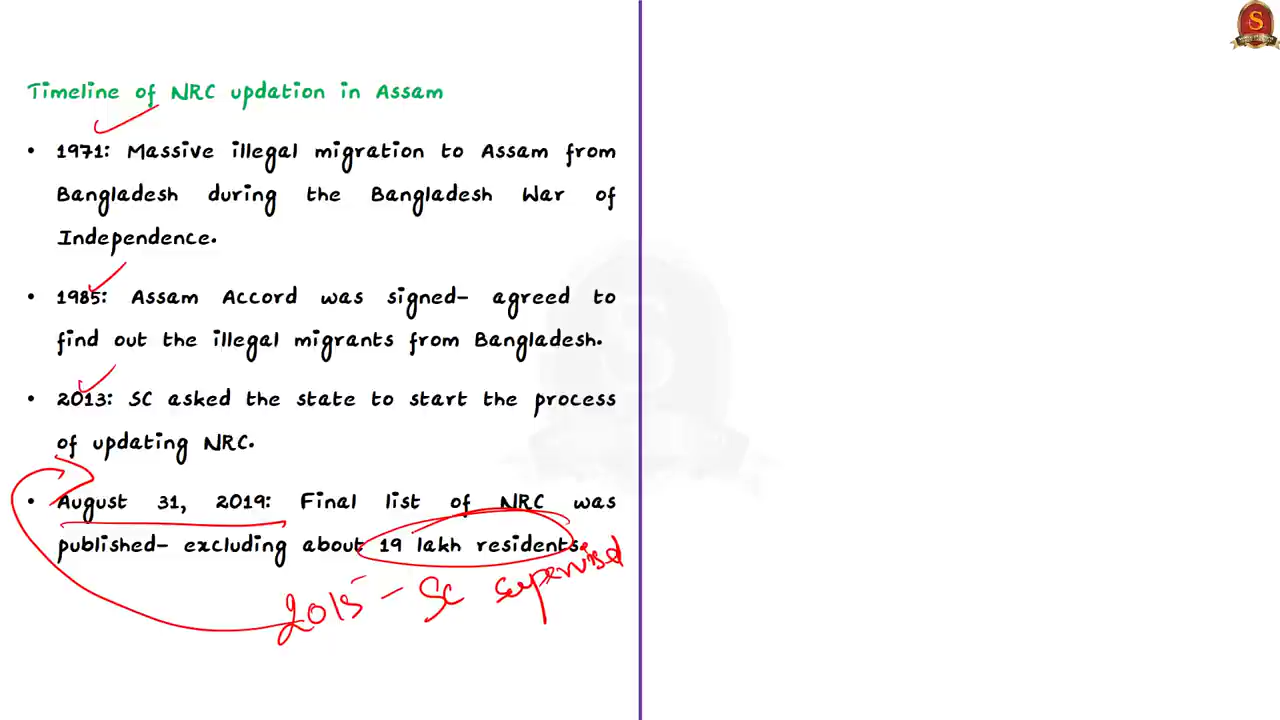 Timeline of NRC updation in Assam
• 1971: Massive illegal migration to Assam from
Bangladesh during the Bangladesh War of
Independence.
• 1985: Assam Accord was signed- agreed to
find out the illegal migrants from Bangladesh.
• 2013: SC asked the state to start the process
of updating NRC.
• August 31, 2019: Final list of NRC was
published- excluding about 19 lakh residents.
2015 - SC supervised
S
S